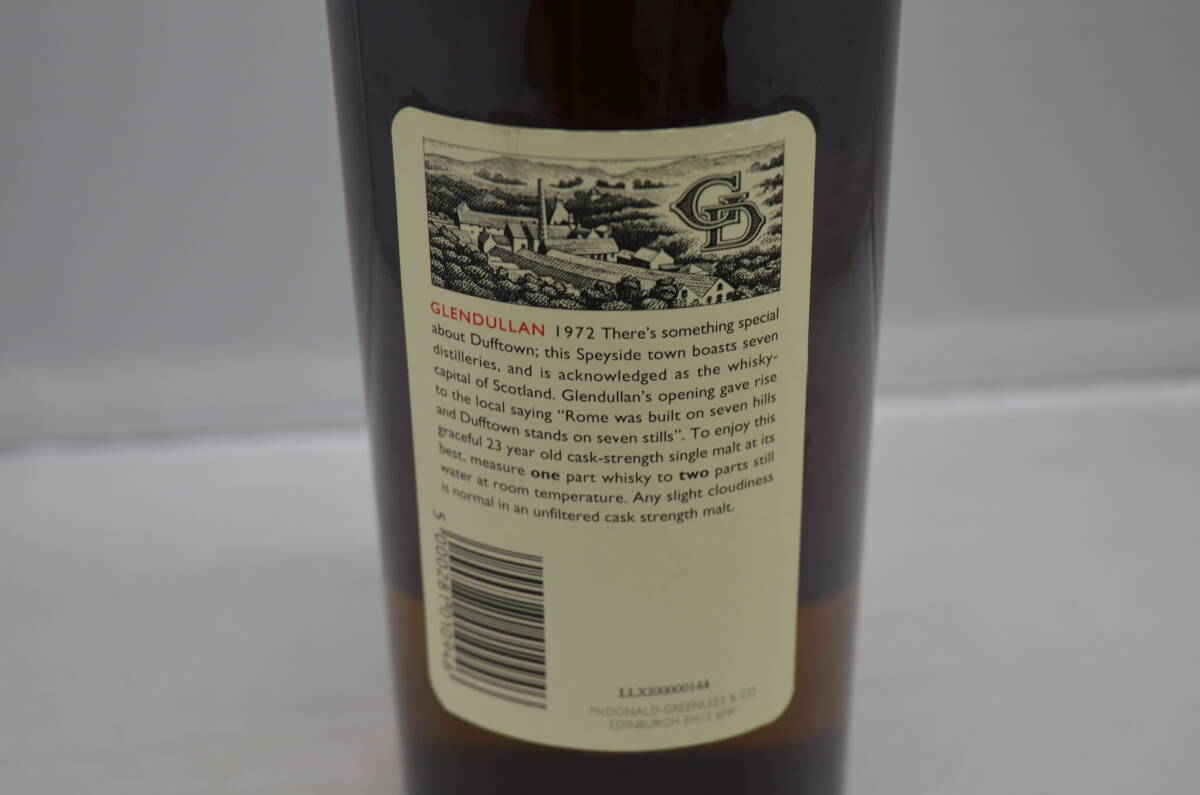 GD
GLENDULLAN 1972 There's something special
about Dufftown; this Speyside town boasts seven
distilleries, and is acknowledged as the whisky-
capital of Scotland. Glendullan's opening gave rise
to the local saying "Rome was built on seven hills
and Dufftown stands on seven stills". To enjoy this
graceful 23 year old cask-strength single malt at its
best, measure one part whisky to two parts still
water at room temperature. Any slight cloudiness
is normal in an unfiltered cask strength malt.
5 000281 010946
LLXJ00000144
McDONALD GREENLEES & CO
EDINBURGH EH12